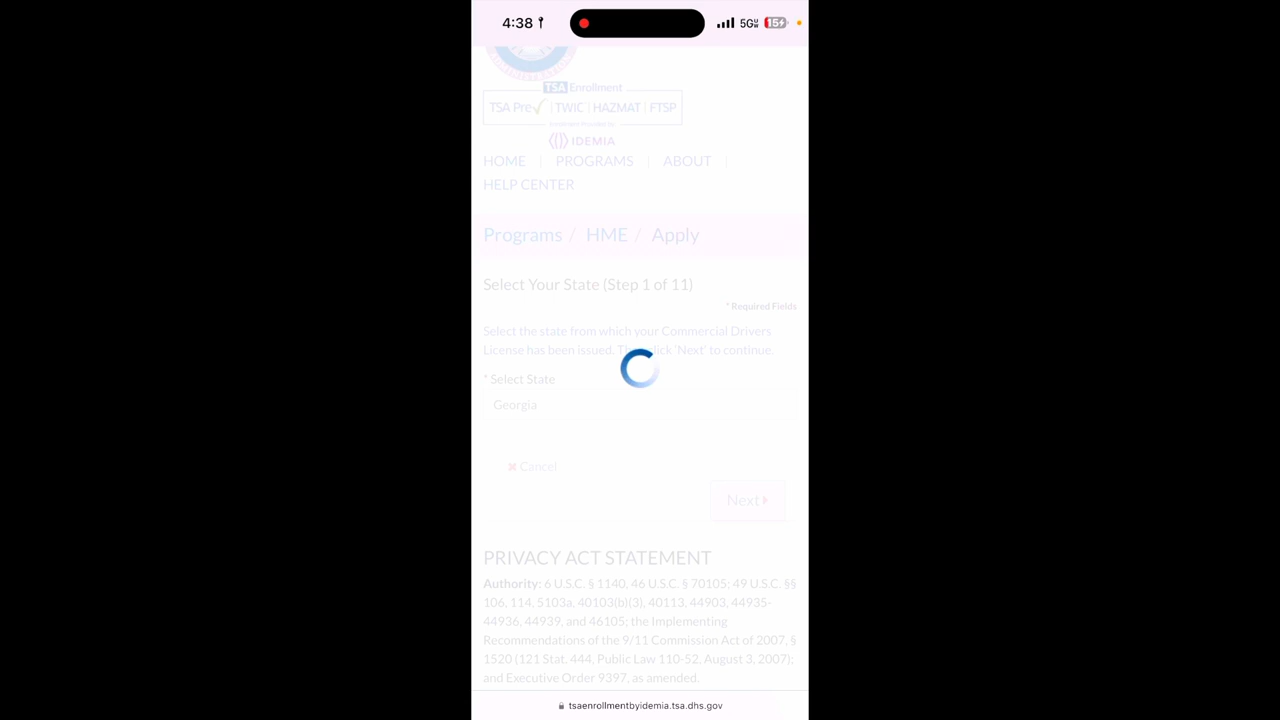 4:38
5G
15
TSA Enrollment
TSA Pre | TWIC | HAZMAT | FTSP
Enrollment Provided by
IDEMIA
HOME | PROGRAMS | ABOUT |
HELP CENTER
Programs / HME / Apply
Select Your State (Step 1 of 11)
* Required Fields
Select the state from which your Commercial Drivers
License has been issued. click 'Next' to continue.
* Select State
Georgia
Cancel
Next
PRIVACY ACT STATEMENT
Authority: 6 U.S.C. § 1140, 46 U.S.C. § 70105; 49 U.S.C. §§
106, 114, 5103a, 40103(b)(3), 40113, 44903, 44935-
44936, 44939, and 46105; the Implementing
Recommendations of the 9/11 Commission Act of 2007, §
1520 (121 Stat. 444, Public Law 110-52, August 3, 2007);
and Executive Order 9397, as amended.
tsaenrollmentbyidemia.tsa.dhs.gov